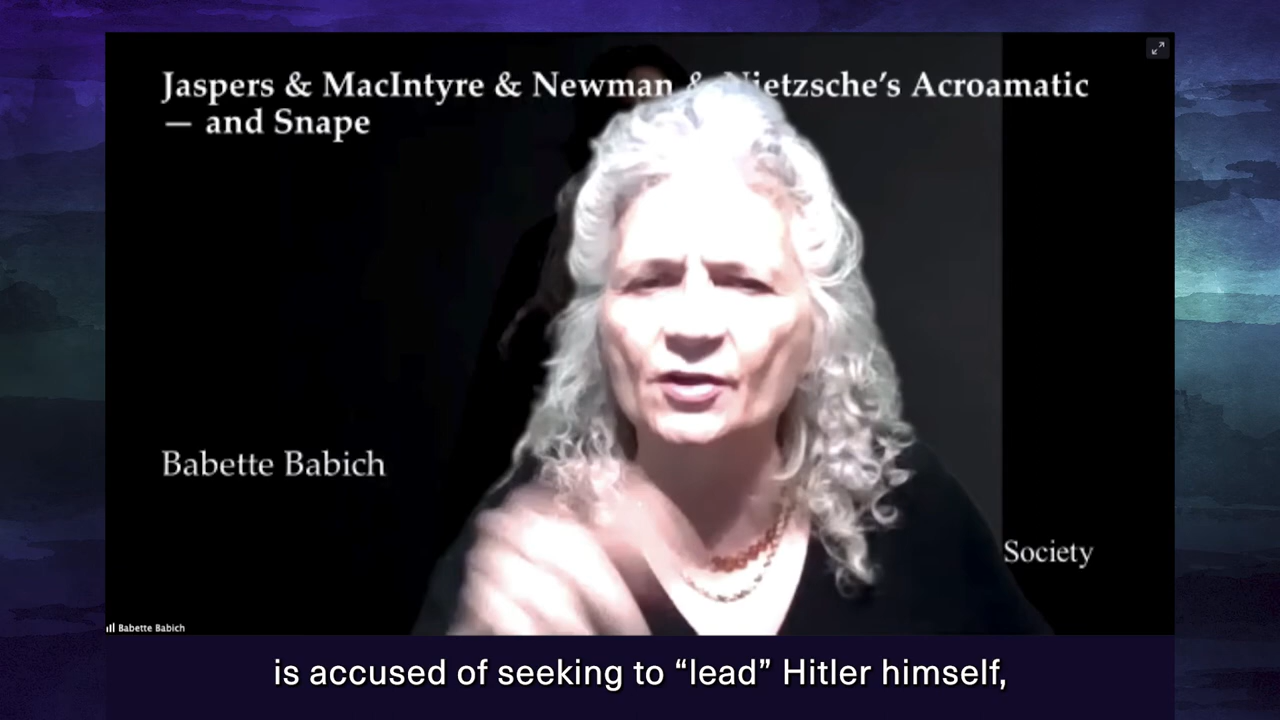 Jaspers & MacIntyre & Newman & Nietzsche's Acroamatic
— and Snape
Babette Babich
Society
Babette Babich
is accused of seeking to “lead” Hitler himself,